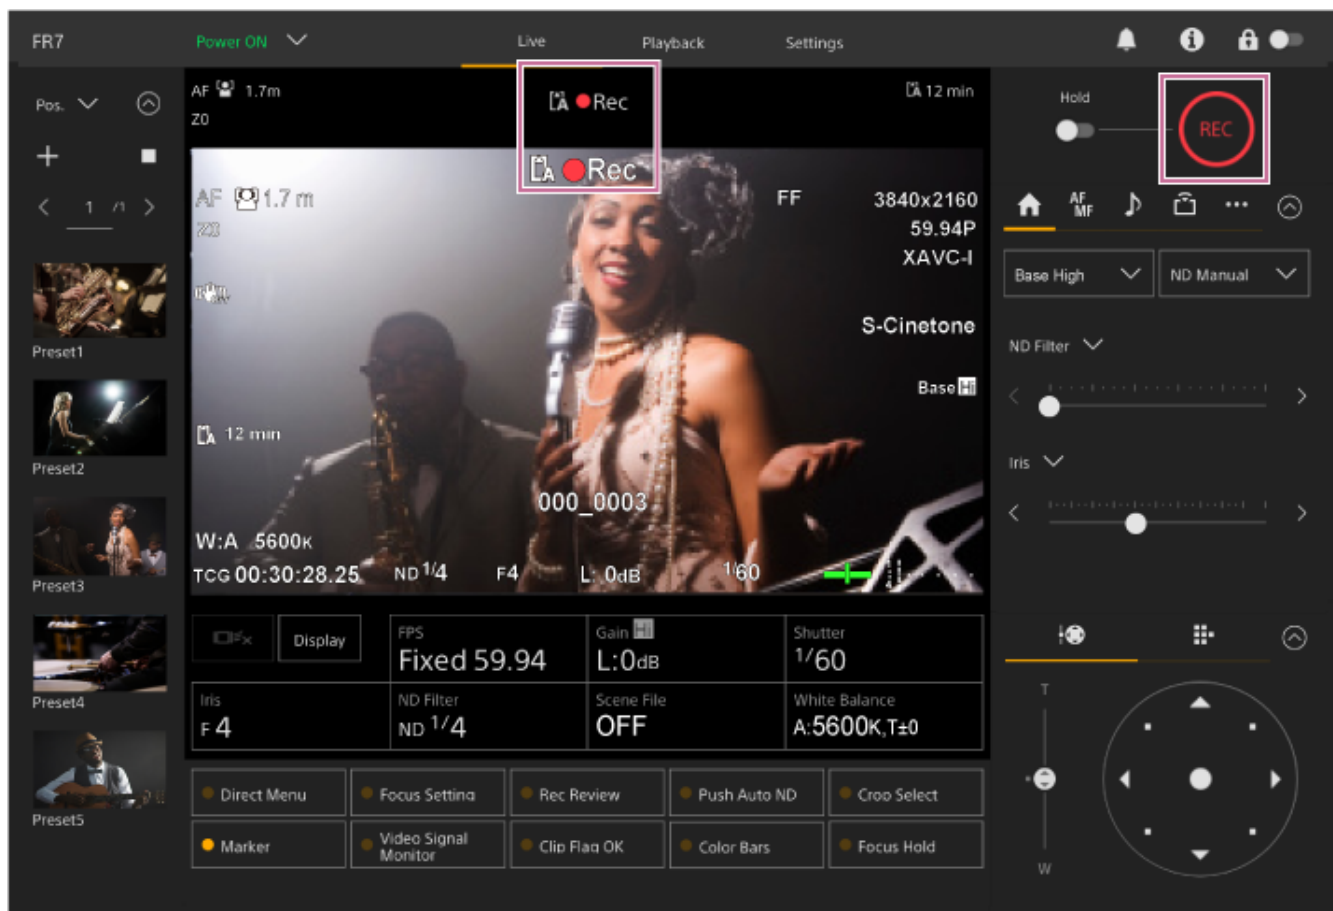 FR7
Power ON
Live
Playback
Settings
Pos.
1 /1
Preset1
Preset2
Preset3
Preset4
Preset5
AF 1.7m
Z0
A Rec
A 12 min
A Rec
AF 1.7 m
Z0
FF
3840x2160
59.94P
XAVC-I
S-Cinetone
Base Hi
A 12 min
000_0003
W:A 5600K
TCG 00:30:28.25 ND1/4 F4 L: 0dB 1/60
Display
FPS
Fixed 59.94
Gain Hi
L:0dB
Shutter
1/60
Iris
F 4
ND Filter
ND 1/4
Scene File
OFF
White Balance
A:5600K,T±0
Direct Menu
Focus Setting
Rec Review
Push Auto ND
Crop Select
Marker
Video Signal
Monitor
Clip Flag OK
Color Bars
Focus Hold
Hold
REC
AF
MF
Base High
ND Manual
ND Filter
Iris
T
W